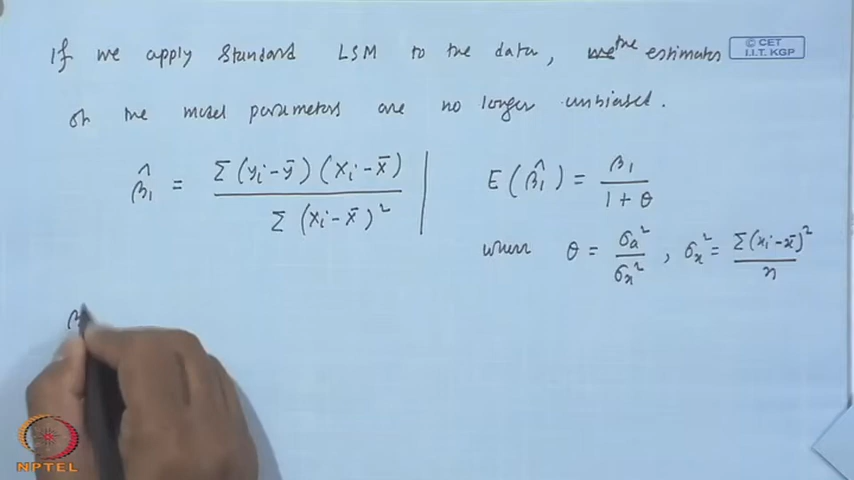 If we apply Standard LSM to the data, the estimates
© CET
I.I.T. KGP
of the model parameters are no longer unbiased.
β̂₁ = Σ(yᵢ-ȳ)(Xᵢ-X̄) / Σ(Xᵢ-X̄)²
E(β̂₁) = β₁ / 1+θ
where θ = σₐ² / σₓ², σₓ² = Σ(xᵢ-x̄)² / n
β
NPTEL